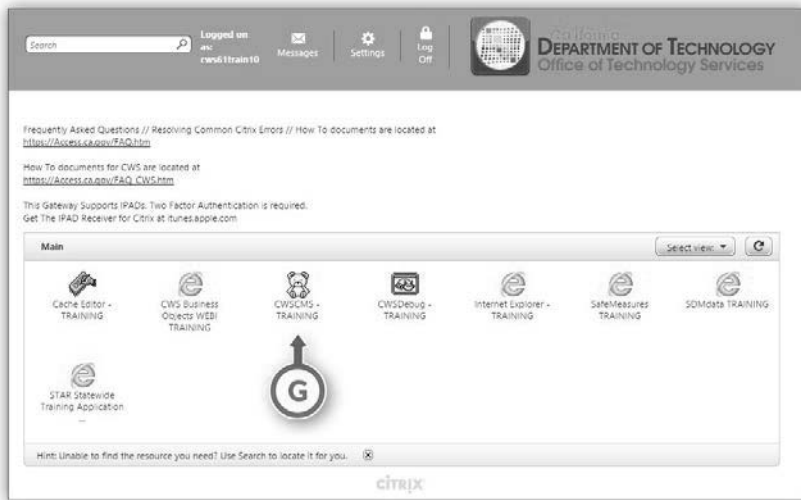 Search
Logged on
as:
cws61train10
Messages
Settings
Log
Off
California
DEPARTMENT OF TECHNOLOGY
Office of Technology Services
Frequently Asked Questions // Resolving Common Citrix Errors // How To documents are located at
https://Access.ca.gov/FAQ.htm
How To documents for CWS are located at
https://Access.ca.gov/FAQ_CWS.htm
This Gateway Supports IPADs. Two Factor Authentication is required.
Get The IPAD Receiver for Citrix at itunes.apple.com
Main
Select view:
Cache Editor -
TRAINING
CWS Business
Objects WEBI
TRAINING
CWSCMS -
TRAINING
CWSDebug -
TRAINING
Internet Explorer -
TRAINING
SafeMeasures
TRAINING
SDMdata TRAINING
STAR Statewide
Training Application
...
G
Hint: Unable to find the resource you need? Use Search to locate it for you.
CITRIX